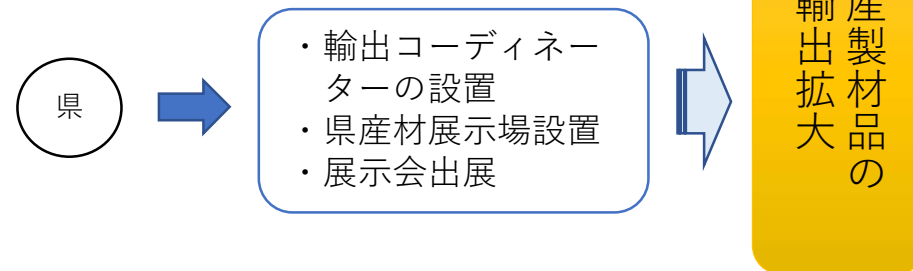 県
・輸出コーディネー
ターの設置
・県産材展示場設置
・展示会出展
産製材品の
輸出拡大